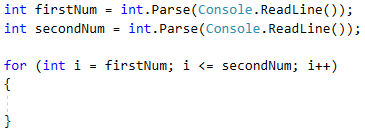 int firstNum = int.Parse(Console.ReadLine());
int secondNum = int.Parse(Console.ReadLine());
for (int i = firstNum; i <= secondNum; i++)
{
}